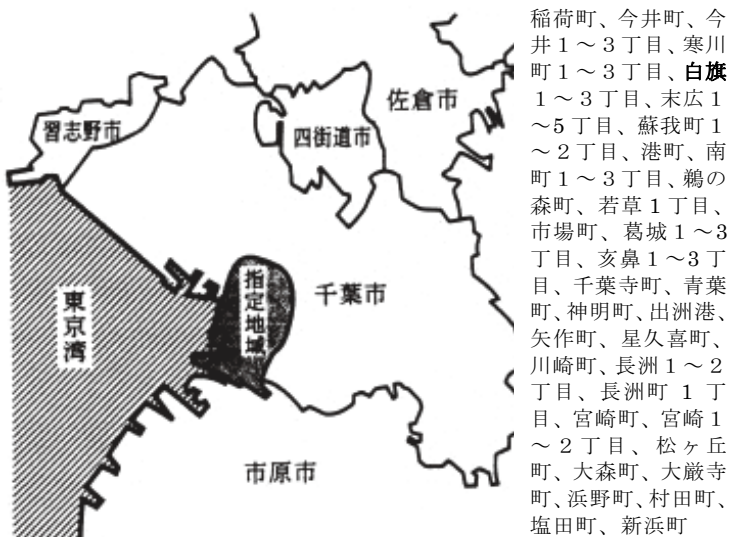 習志野市
四街道市
佐倉市
東京湾
指定地域
千葉市
市原市
稲荷町、今井町、今
井1~3丁目、寒川
町1~3丁目、白旗
1~3丁目、末広1
~5丁目、蘇我町1
~2丁目、港町、南
町1~3丁目、鵜の
森町、若草1丁目、
市場町、葛城1~3
丁目、亥鼻1~3丁
目、千葉寺町、青葉
町、神明町、出洲港、
矢作町、星久喜町、
川崎町、長洲1~2
丁目、長洲町 1 丁
目、宮崎町、宮崎1
~2丁目、松ヶ丘
町、大森町、大厳寺
町、浜野町、村田町、
塩田町、新浜町